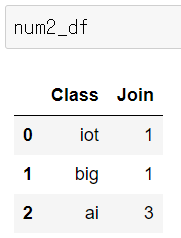 num2_df
Class Join
0 iot 1
1 big 1
2 ai 3